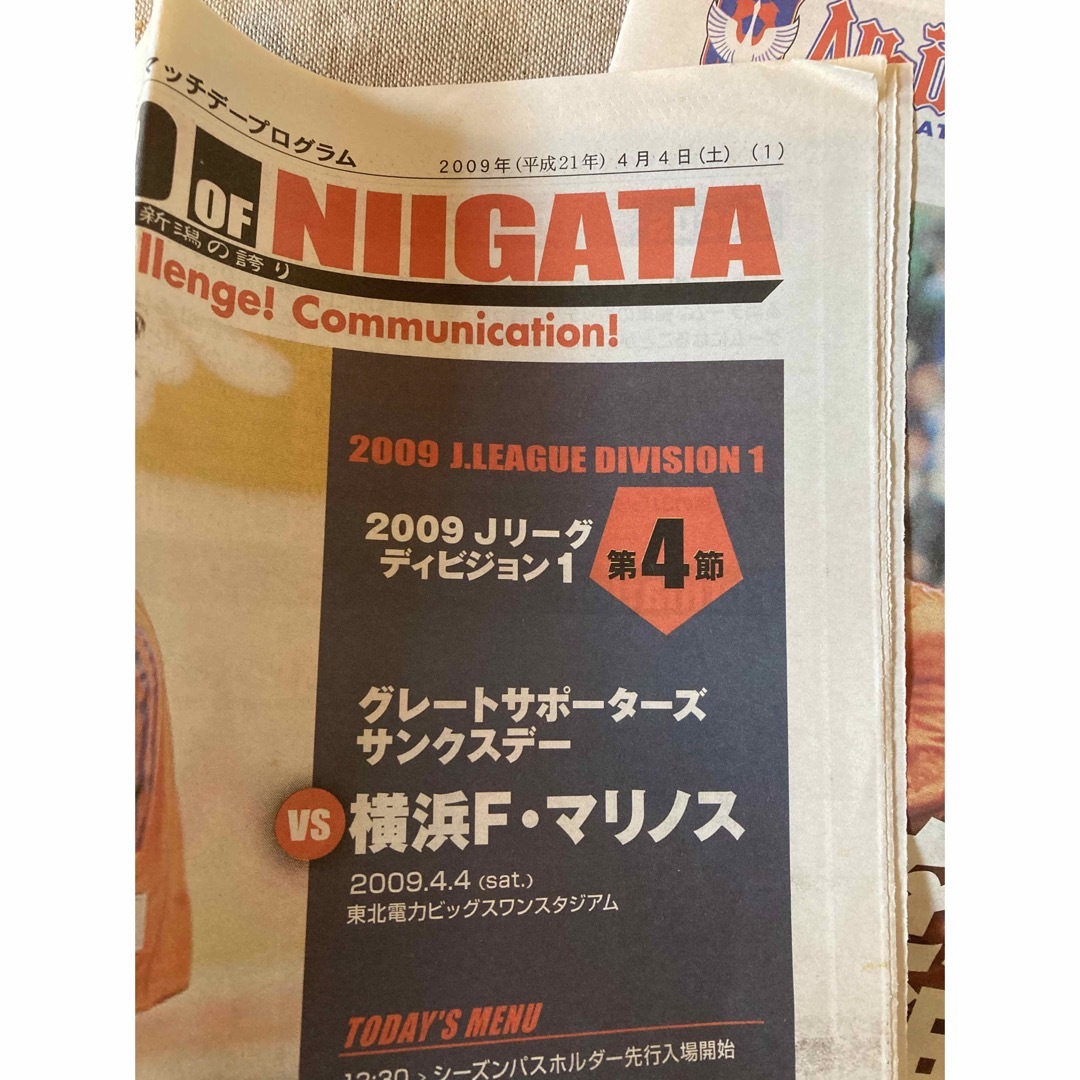 マッチデープログラム
2009年(平成21年) 4月4日(土) (1)
OF NIIGATA
新潟の誇り
llenge! Communication!
2009 J.LEAGUE DIVISION 1
2009 Jリーグ
ディビジョン1
第4節
グレートサポーターズ
サンクスデー
VS 横浜F・マリノス
2009.4.4 (sat.)
東北電力ビッグスワンスタジアム
TODAY'S MENU
12:30 > シーズンパスホルダー先行入場開始